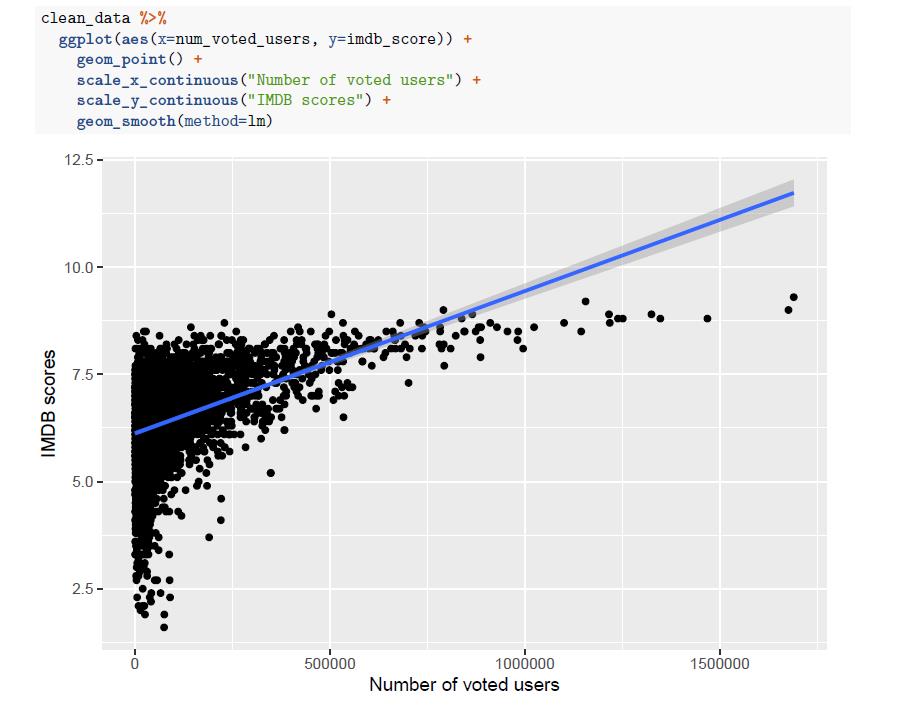 clean_data %>%
  ggplot(aes(x=num_voted_users, y=imdb_score)) +
    geom_point() +
    scale_x_continuous("Number of voted users") +
    scale_y_continuous("IMDB scores") +
    geom_smooth(method=lm)
12.5
10.0
7.5
5.0
2.5
IMDB scores
0 500000 1000000 1500000
Number of voted users